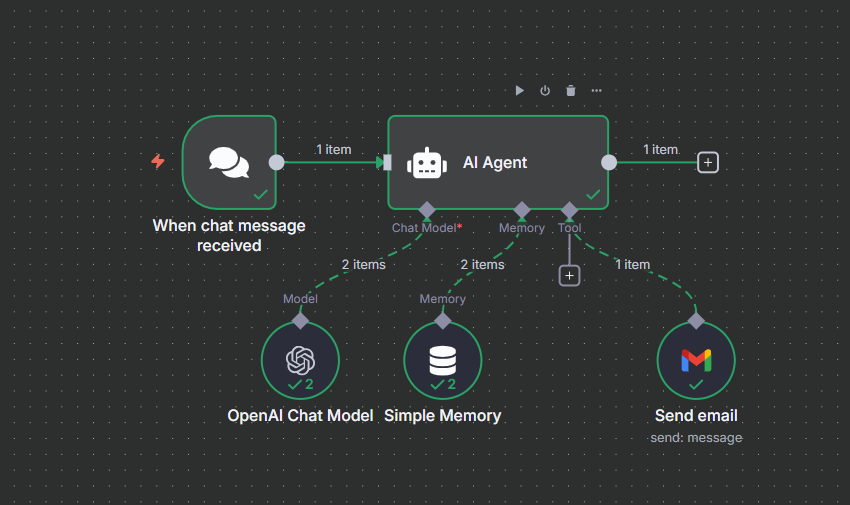 1 item
AI Agent
1 item
When chat message
received
Chat Model*
Memory
Tool
2 items
2 items
1 item
Model
Memory
2
2
OpenAI Chat Model
Simple Memory
Send email
send: message